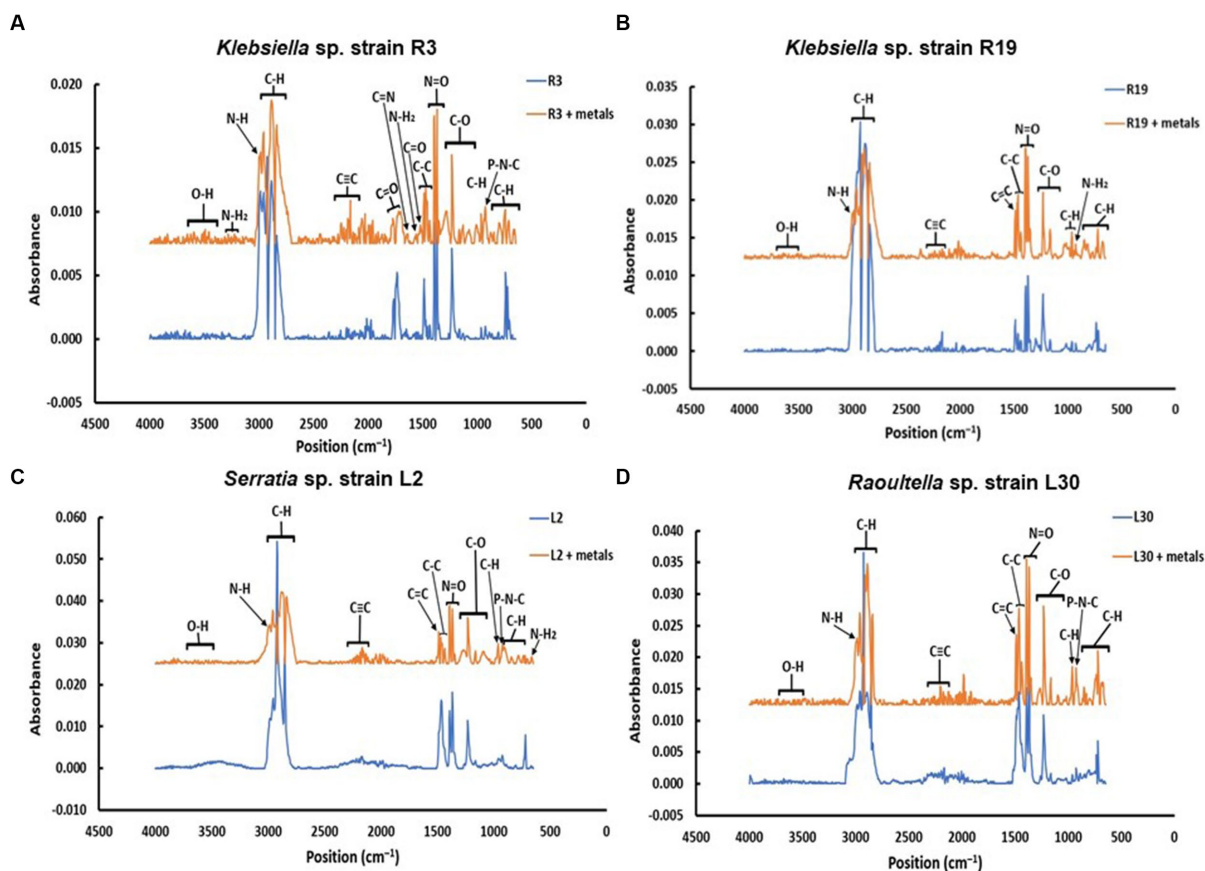 A
Klebsiella sp. strain R3
0.020
0.015
0.010
0.005
0.000
-0.005
Absorbance
4500 4000 3500 3000 2500 2000 1500 1000 500 0
Position (cm⁻¹)
R3
R3 + metals
O-H
N-H₂
N-H
C-H
C≡C
C=O
C=N
N-H₂
C=O
C-C
N=O
C-O
C-H
P-N-C
C-H
B
Klebsiella sp. strain R19
0.035
0.030
0.025
0.020
0.015
0.010
0.005
0.000
-0.005
Absorbance
4500 4000 3500 3000 2500 2000 1500 1000 500 0
Position (cm⁻¹)
R19
R19 + metals
O-H
N-H
C-H
C≡C
C=C
C-C
N=O
C-O
C-H
N-H₂
C-H
C
Serratia sp. strain L2
0.060
0.050
0.040
0.030
0.020
0.010
0.000
-0.010
Absorbance
4500 4000 3500 3000 2500 2000 1500 1000 500 0
Position (cm⁻¹)
L2
L2 + metals
O-H
N-H
C-H
C≡C
C=C
C-C
N=O
C-O
C-H
P-N-C
C-H
N-H₂
D
Raoultella sp. strain L30
0.040
0.035
0.030
0.025
0.020
0.015
0.010
0.005
0.000
-0.005
Absorbbance
4500 4000 3500 3000 2500 2000 1500 1000 500 0
Position (cm⁻¹)
L30
L30 + metals
O-H
N-H
C-H
C≡C
C=C
C-C
N=O
C-O
C-H
P-N-C
C-H